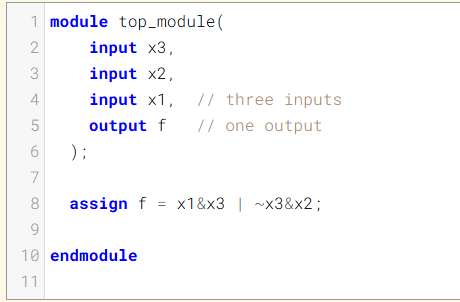 1 module top_module(
2 input x3,
3 input x2,
4 input x1, // three inputs
5 output f // one output
6 );
7
8 assign f = x1&x3 | ~x3&x2;
9
10 endmodule
11